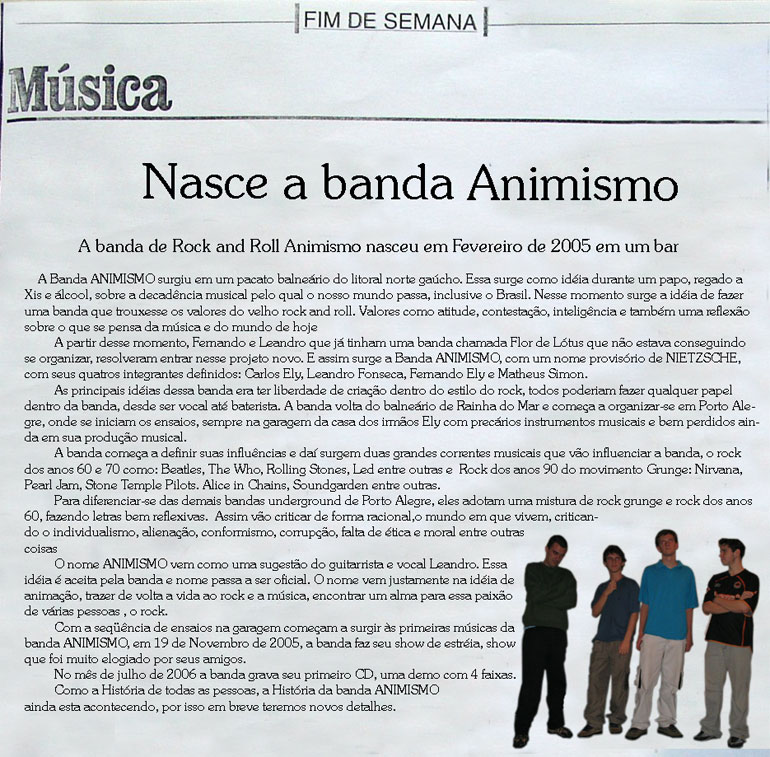 FIM DE SEMANA
Música
Nasce a banda Animismo
A banda de Rock and Roll Animismo nasceu em Fevereiro de 2005 em um bar
A Banda ANIMISMO surgiu em um pacato balneário do litoral norte gaúcho. Essa surge como idéia durante um papo, regado a
Xis e álcool, sobre a decadência musical pelo qual o nosso mundo passa, inclusive o Brasil. Nesse momento surge a idéia de fazer
uma banda que trouxesse os valores do velho rock and roll. Valores como atitude, contestação, inteligência e também uma reflexão
sobre o que se pensa da música e do mundo de hoje
A partir desse momento, Fernando e Leandro que já tinham uma banda chamada Flor de Lótus que não estava conseguindo
se organizar, resolveram entrar nesse projeto novo. E assim surge a Banda ANIMISMO, com um nome provisório de NIETZSCHE,
com seus quatro integrantes definidos: Carlos Ely, Leandro Fonseca, Fernando Ely e Matheus Simon.
As principais idéias dessa banda era ter liberdade de criação dentro do estilo do rock, todos poderiam fazer qualquer papel
dentro da banda, desde ser vocal até baterista. A banda volta do balneário de Rainha do Mar e começa a organizar-se em Porto Ale-
gre, onde se iniciam os ensaios, sempre na garagem da casa dos irmãos Ely com precários instrumentos musicais e bem perdidos ain-
da em sua produção musical.
A banda começa a definir suas influências e daí surgem duas grandes correntes musicais que vão influenciar a banda, o rock
dos anos 60 e 70 como: Beatles, The Who, Rolling Stones, Led entre outras e Rock dos anos 90 do movimento Grunge: Nirvana,
Pearl Jam, Stone Temple Pilots. Alice in Chains, Soundgarden entre outras.
Para diferenciar-se das demais bandas underground de Porto Alegre, eles adotam uma mistura de rock grunge e rock dos anos
60, fazendo letras bem reflexivas. Assim vão criticar de forma racional,o mundo em que vivem, critican-
do o individualismo, alienação, conformismo, corrupção, falta de ética e moral entre outras
coisas
O nome ANIMISMO vem como uma sugestão do guitarrista e vocal Leandro. Essa
idéia é aceita pela banda e nome passa a ser oficial. O nome vem justamente na idéia de
animação, trazer de volta a vida ao rock e a música, encontrar um alma para essa paixão
de várias pessoas , o rock.
Com a seqüência de ensaios na garagem começam a surgir às primeiras músicas da
banda ANIMISMO, em 19 de Novembro de 2005, a banda faz seu show de estréia, show
que foi muito elogiado por seus amigos.
No mês de julho de 2006 a banda grava seu primeiro CD, uma demo com 4 faixas.
Como a História de todas as pessoas, a História da banda ANIMISMO
ainda esta acontecendo, por isso em breve teremos novos detalhes.